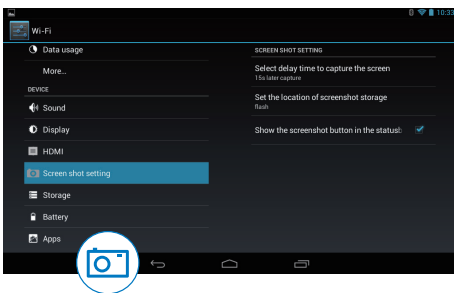 10:33
Wi-Fi
Data usage
More...
DEVICE
Sound
Display
HDMI
Screen shot setting
Storage
Battery
Apps
SCREEN SHOT SETTING
Select delay time to capture the screen
15s later capture
Set the location of screenshot storage
flash
Show the screenshot button in the statusb